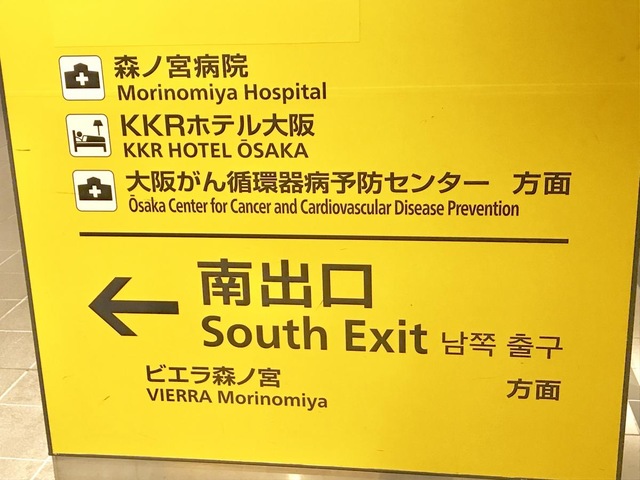 森ノ宮病院
Morinomiya Hospital
KKRホテル大阪
KKR HOTEL ŌSAKA
大阪がん循環器病予防センター 方面
Ōsaka Center for Cancer and Cardiovascular Disease Prevention
南出口
South Exit 남쪽 출구
ビエラ森ノ宮 方面
VIERRA Morinomiya